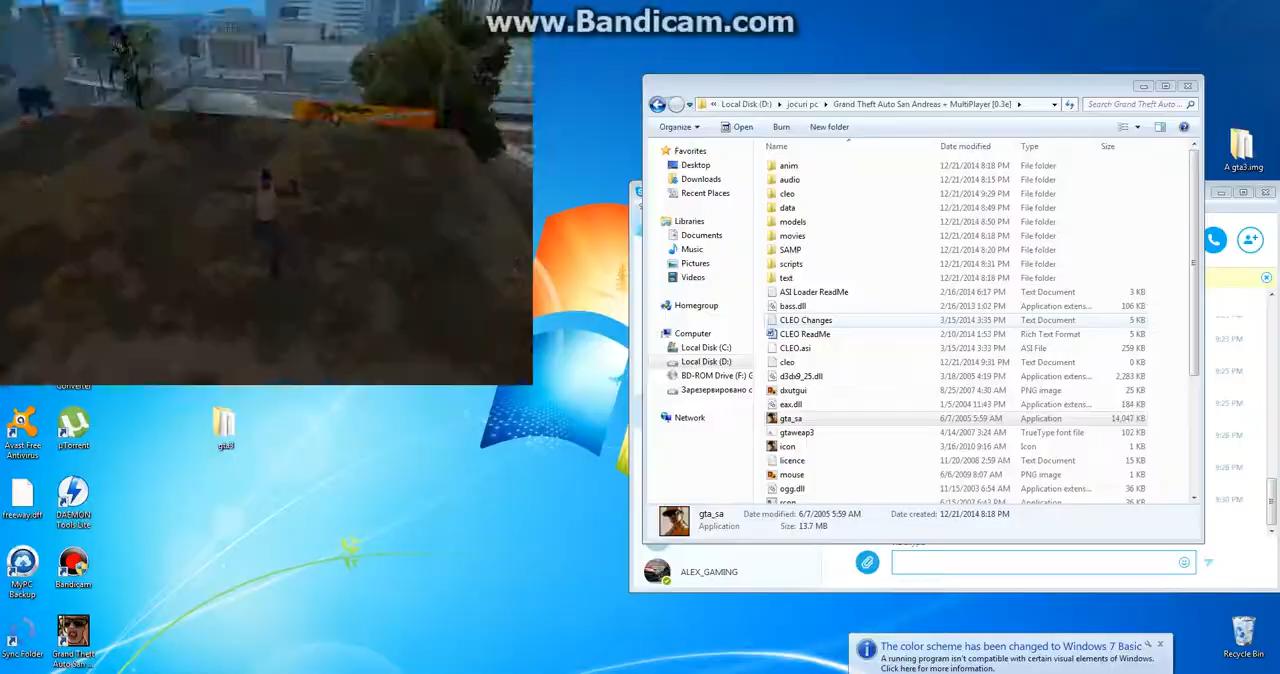 www.Bandicam.com
Local Disk (D:) ▸ jocuri pc ▸ Grand Theft Auto San Andreas + MultiPlayer [0.3e] ▸
Search Grand Theft Auto ...
Organize Open Burn New folder
Name Date modified Type Size
Favorites
Desktop
Downloads
Recent Places
Libraries
Documents
Music
Pictures
Videos
Homegroup
Computer
Local Disk (C:)
Local Disk (D:)
BD-ROM Drive (F:) G
Зарезервировано с
Network
anim 12/21/2014 8:18 PM File folder
audio 12/21/2014 8:15 PM File folder
cleo 12/21/2014 9:29 PM File folder
data 12/21/2014 8:49 PM File folder
models 12/21/2014 8:50 PM File folder
movies 12/21/2014 8:18 PM File folder
SAMP 12/21/2014 8:20 PM File folder
scripts 12/21/2014 8:31 PM File folder
text 12/21/2014 8:18 PM File folder
ASI Loader ReadMe 2/16/2014 6:17 PM Text Document 3 KB
bass.dll 2/16/2013 1:02 PM Application extens... 106 KB
CLEO Changes 3/15/2014 3:35 PM Text Document 5 KB
CLEO ReadMe 2/10/2014 1:53 PM Rich Text Format 5 KB
CLEO.asi 3/15/2014 3:33 PM ASI File 259 KB
cleo 12/21/2014 9:31 PM Text Document 0 KB
d3dx9_25.dll 3/18/2005 4:19 PM Application extens... 2,283 KB
dxutgui 8/25/2007 4:30 AM PNG image 25 KB
eax.dll 1/5/2004 11:43 PM Application extens... 184 KB
gta_sa 6/7/2005 5:59 AM Application 14,047 KB
gtaweap3 4/14/2007 3:24 AM TrueType font file 102 KB
icon 3/16/2010 9:16 AM Icon 1 KB
licence 11/20/2008 2:59 AM Text Document 15 KB
mouse 6/6/2009 8:07 AM PNG image 1 KB
ogg.dll 11/15/2003 6:54 AM Application extens... 36 KB
gta_sa Date modified: 6/7/2005 5:59 AM Date created: 12/21/2014 8:18 PM
Application Size: 13.7 MB
A gta3.img
9:23 PM
9:25 PM
9:25 PM
9:26 PM
9:28 PM
9:30 PM
ALEX_GAMING
Converter
Avast Free
Antivirus
µTorrent
gta3
freeway.dff
DAEMON
Tools Lite
MyPC
Backup
Bandicam
Sync Folder
Grand Theft
Auto San ...
The color scheme has been changed to Windows 7 Basic
A running program isn't compatible with certain visual elements of Windows.
Click here for more information.
Recycle Bin